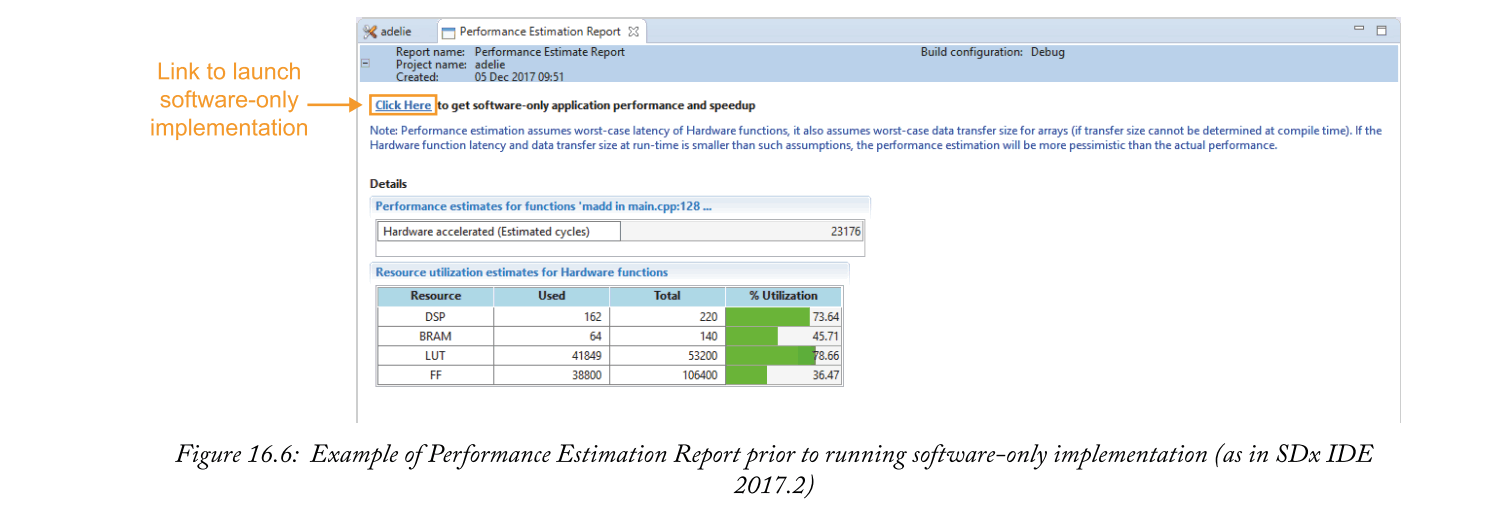 adelie
Performance Estimation Report
Report name: Performance Estimate Report
Build configuration: Debug
Project name: adelie
Created: 05 Dec 2017 09:51
Link to launch
software-only
implementation
Click Here to get software-only application performance and speedup
Note: Performance estimation assumes worst-case latency of Hardware functions, it also assumes worst-case data transfer size for arrays (if transfer size cannot be determined at compile time). If the
Hardware function latency and data transfer size at run-time is smaller than such assumptions, the performance estimation will be more pessimistic than the actual performance.
Details
Performance estimates for functions 'madd in main.cpp:128 ...
Hardware accelerated (Estimated cycles) 23176
Resource utilization estimates for Hardware functions
Resource Used Total % Utilization
DSP 162 220 73.64
BRAM 64 140 45.71
LUT 41849 53200 78.66
FF 38800 106400 36.47
Figure 16.6: Example of Performance Estimation Report prior to running software-only implementation (as in SDx IDE
2017.2)